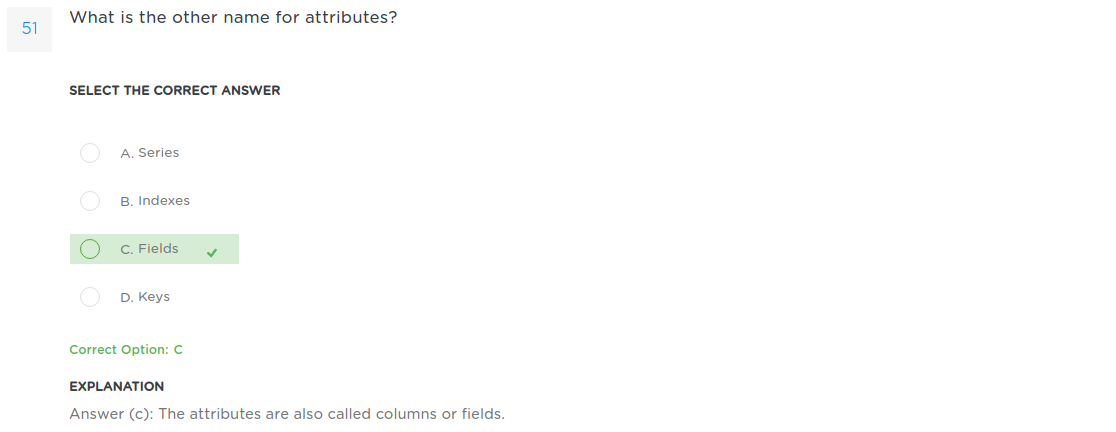 51
What is the other name for attributes?
SELECT THE CORRECT ANSWER
A. Series
B. Indexes
C. Fields
D. Keys
Correct Option: C
EXPLANATION
Answer (c): The attributes are also called columns or fields.